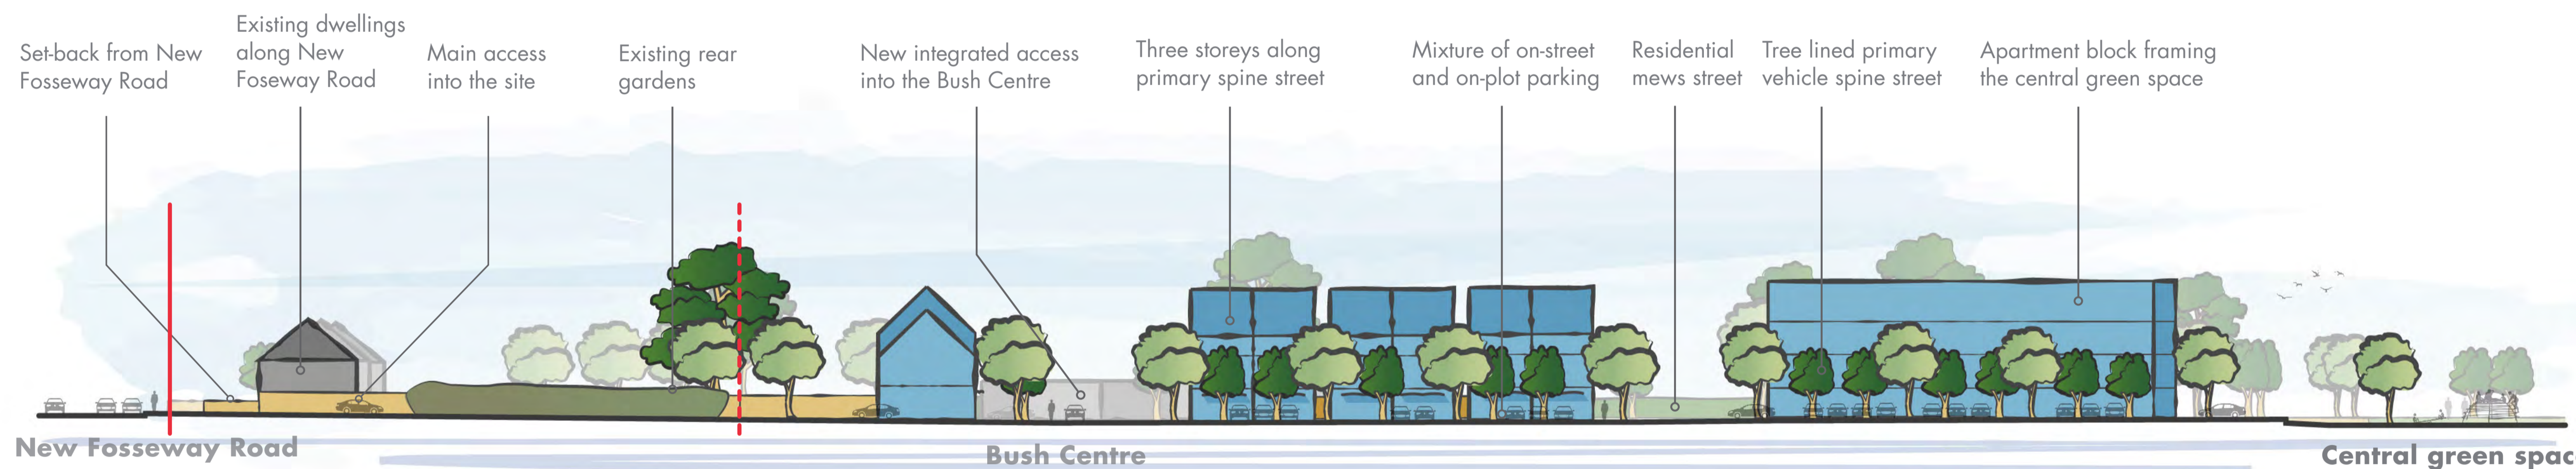 Set-back from New
Fosseway Road
Existing dwellings
along New
Foseway Road
Main access
into the site
Existing rear
gardens
New integrated access
into the Bush Centre
Three storeys along
primary spine street
Mixture of on-street
and on-plot parking
Residential
mews street
Tree lined primary
vehicle spine street
Apartment block framing
the central green space
New Fosseway Road
Bush Centre
Central green spac